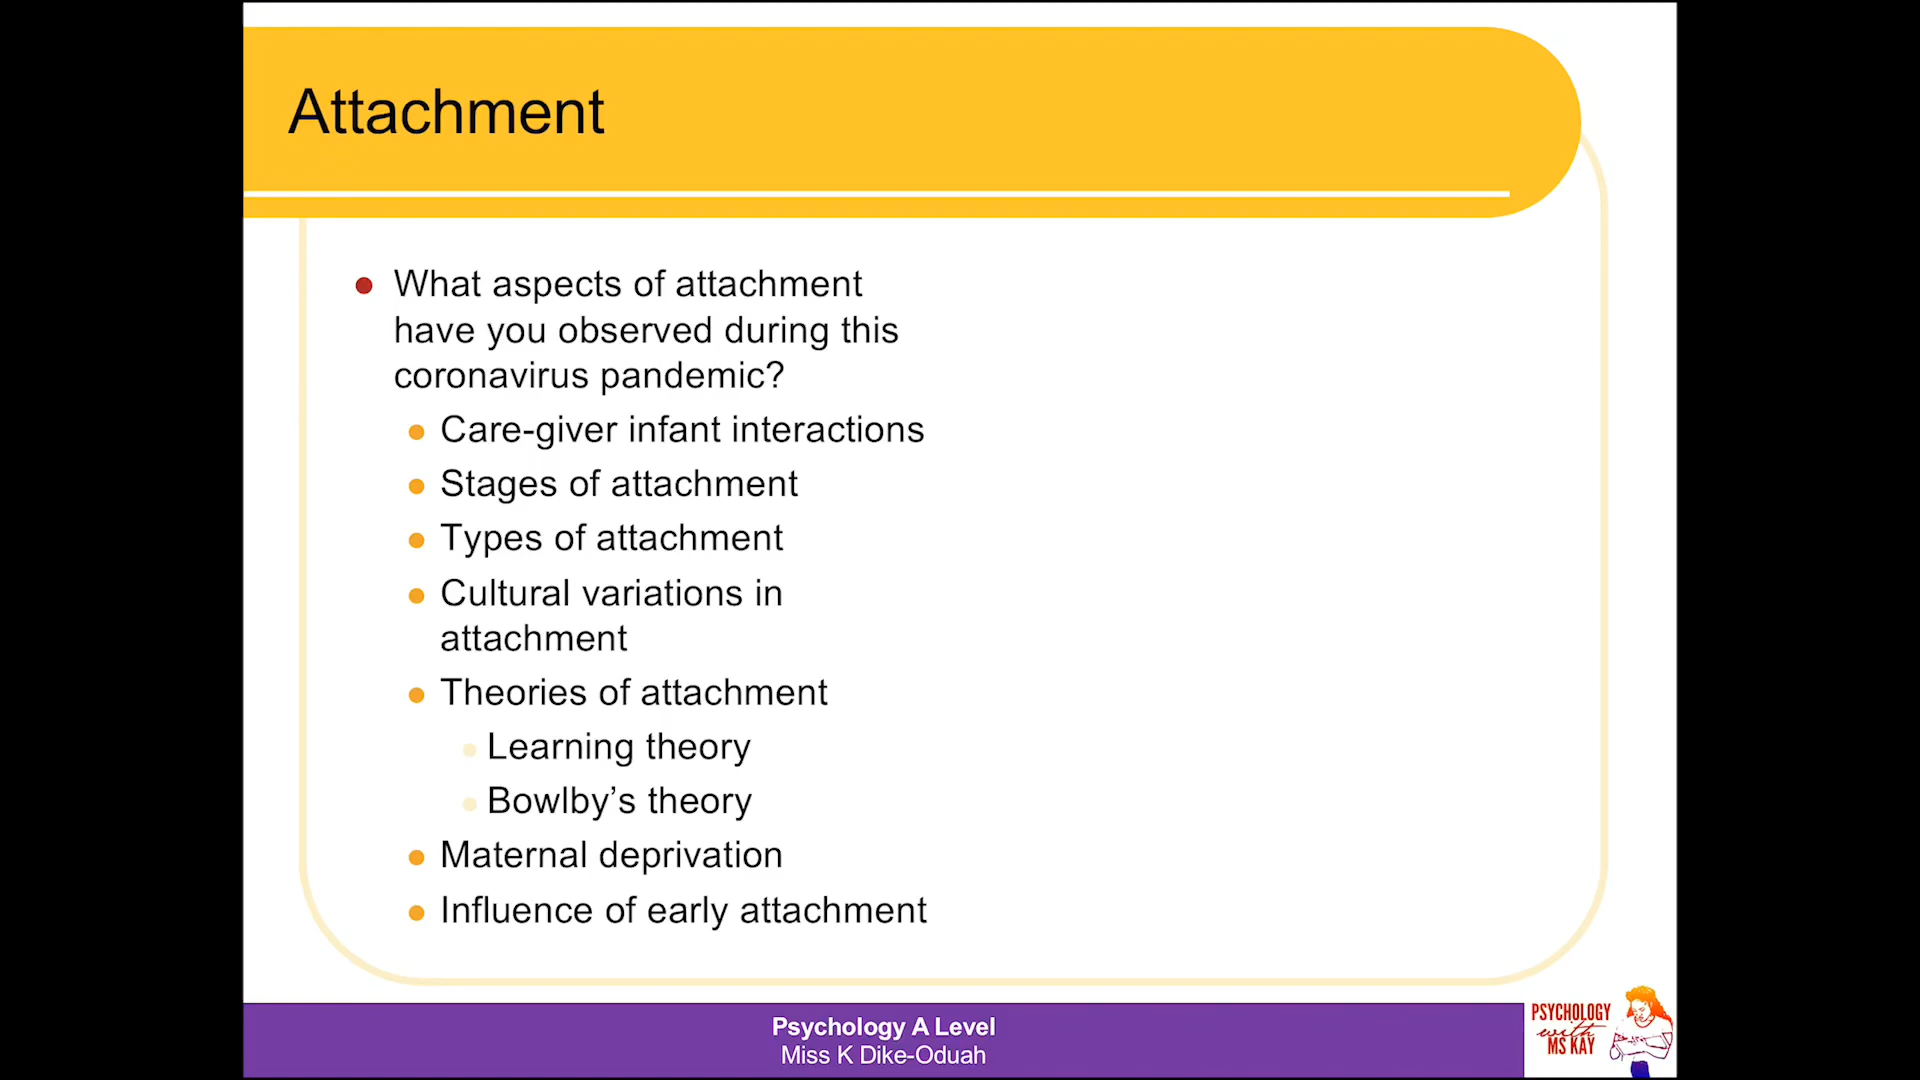 Attachment
What aspects of attachment
have you observed during this
coronavirus pandemic?
Care-giver infant interactions
Stages of attachment
Types of attachment
Cultural variations in
attachment
Theories of attachment
Learning theory
Bowlby’s theory
Maternal deprivation
Influence of early attachment
Psychology A Level
Miss K Dike-Oduah
PSYCHOLOGY
with
MS KAY